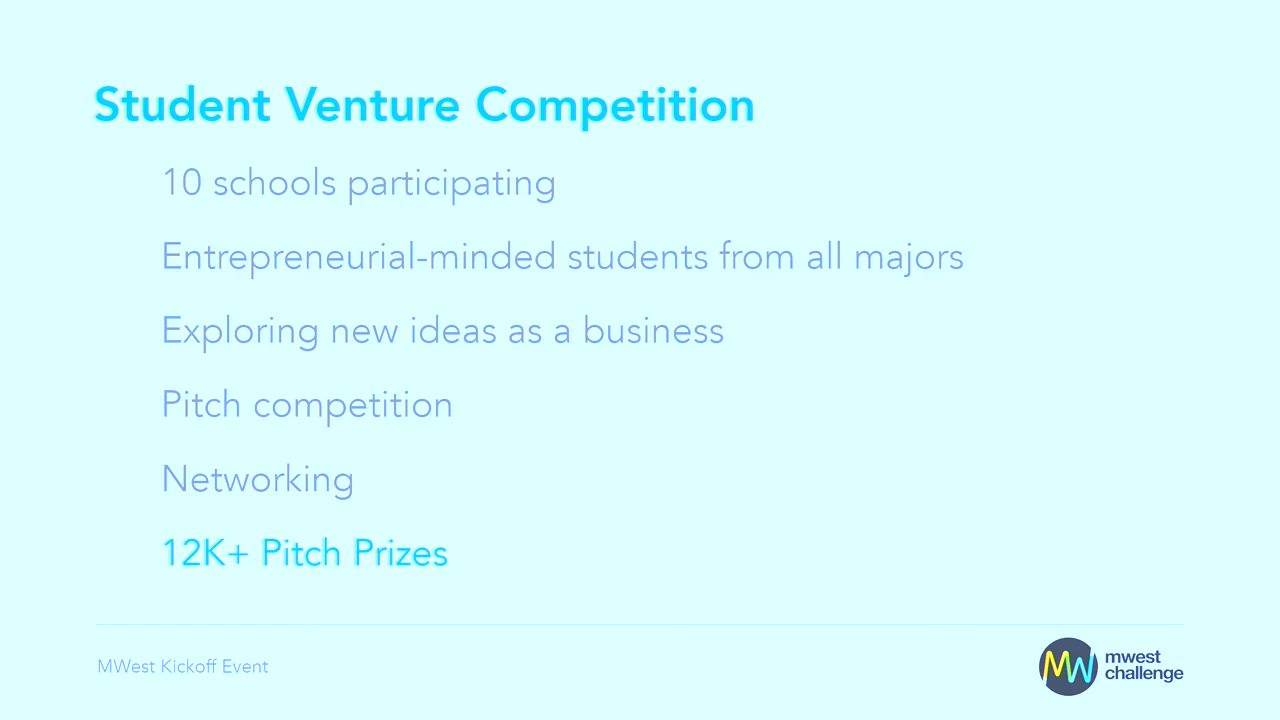 Student Venture Competition
10 schools participating
Entrepreneurial-minded students from all majors
Exploring new ideas as a business
Pitch competition
Networking
12K+ Pitch Prizes
MWest Kickoff Event
MW
mwest
challenge